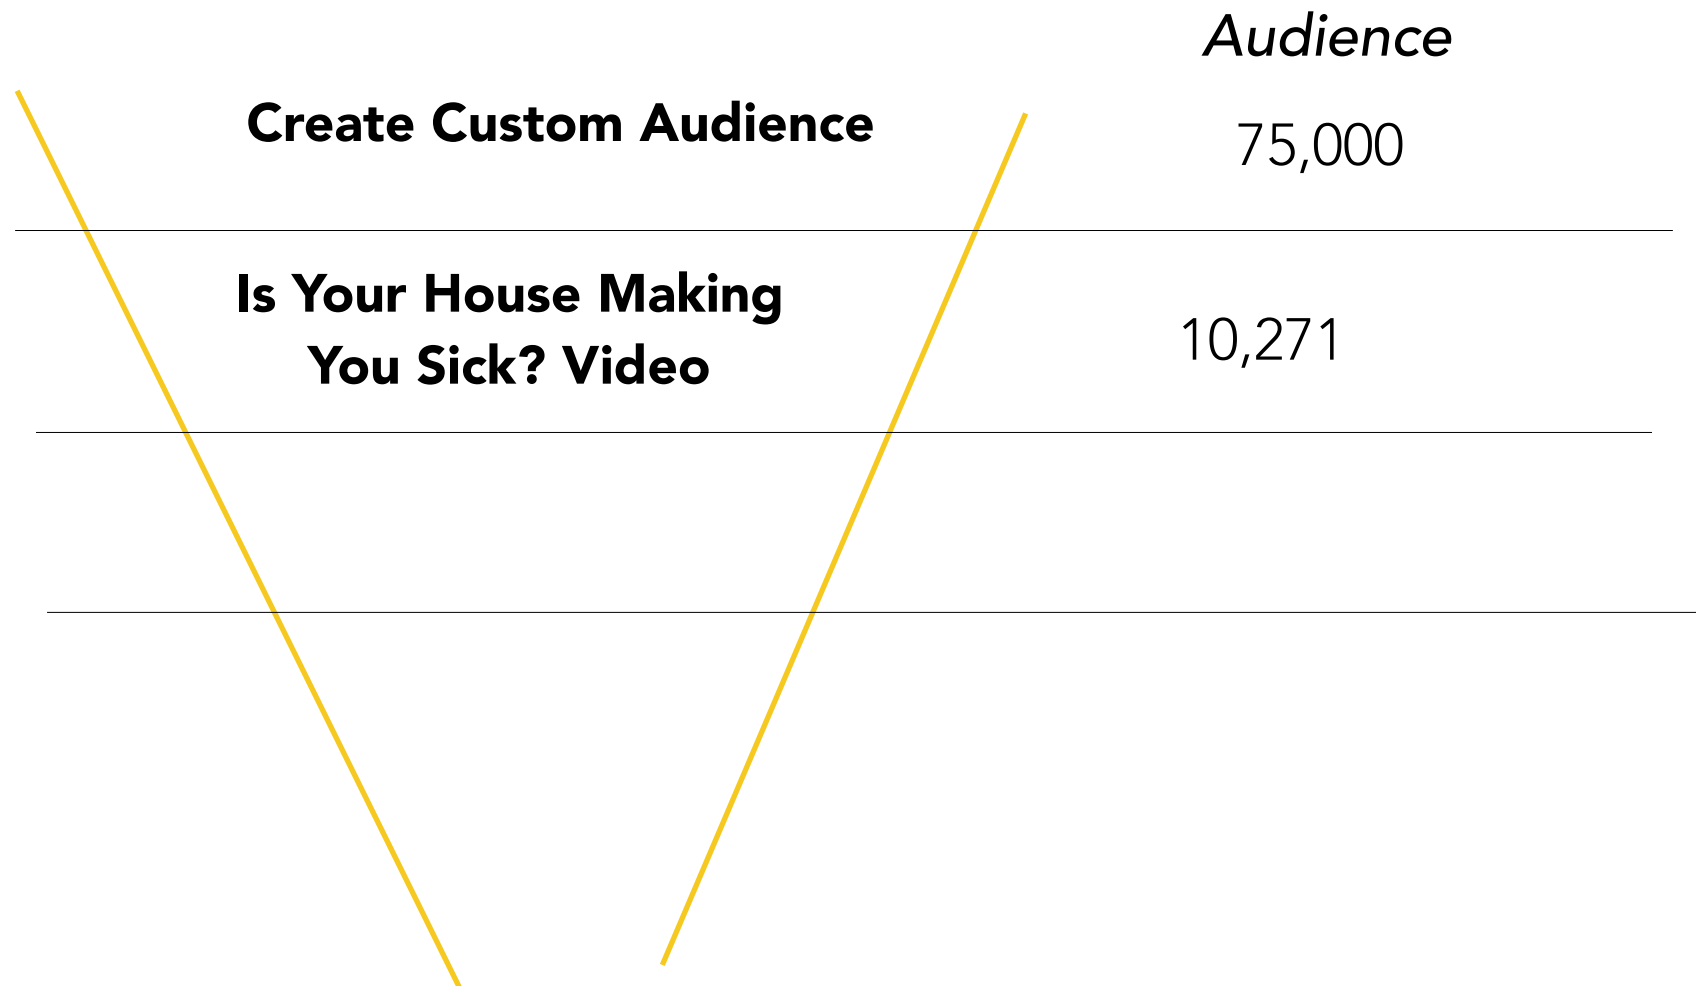 Audience
Create Custom Audience
75,000
Is Your House Making
You Sick? Video
10,271